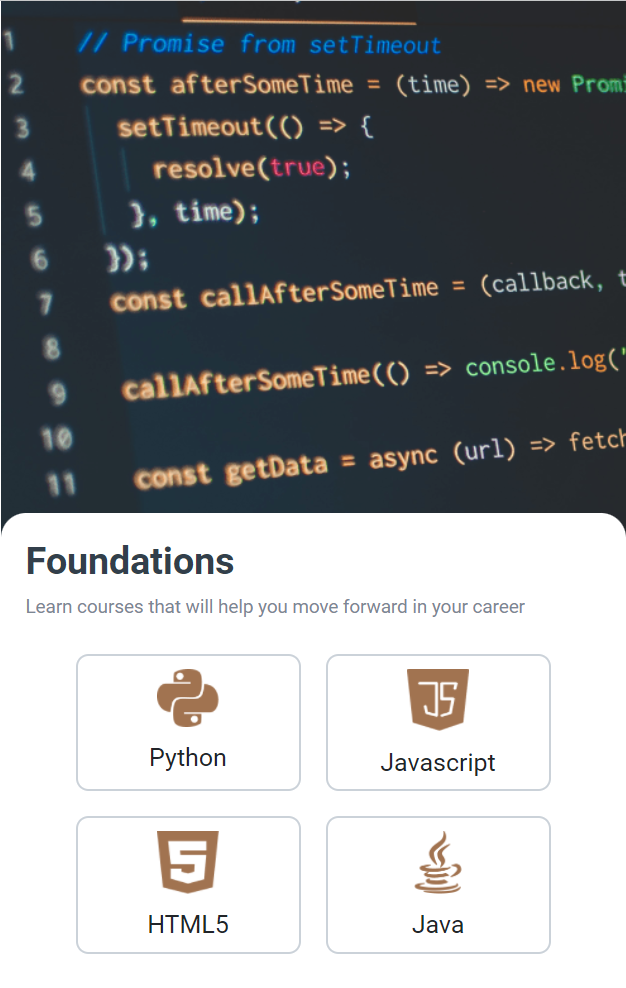 1 // Promise from setTimeout
2 const afterSomeTime = (time) => new Promi
3 setTimeout(() => {
4 resolve(true);
5 }, time);
6 });
7 const callAfterSomeTime = (callback, t
8
9 callAfterSomeTime(() => console.log('
10
11 const getData = async (url) => fetch
Foundations
Learn courses that will help you move forward in your career
JS
Python
Javascript
5
HTML5
Java